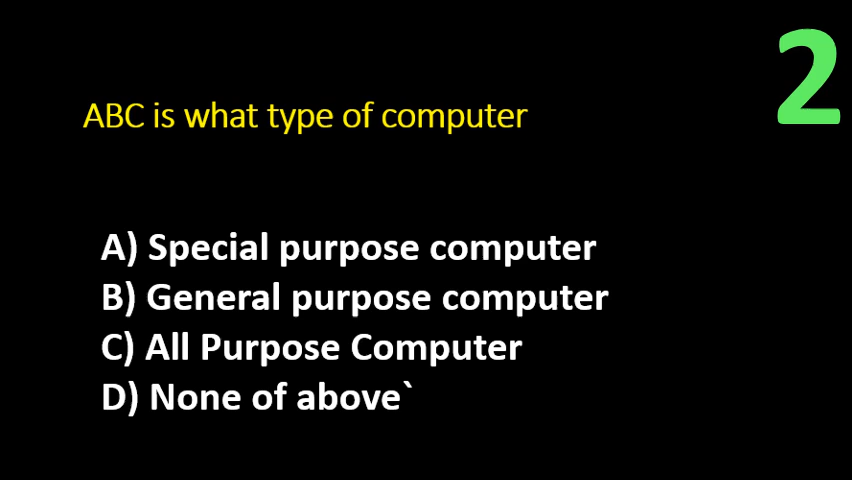 2
ABC is what type of computer
A) Special purpose computer
B) General purpose computer
C) All Purpose Computer
D) None of above`